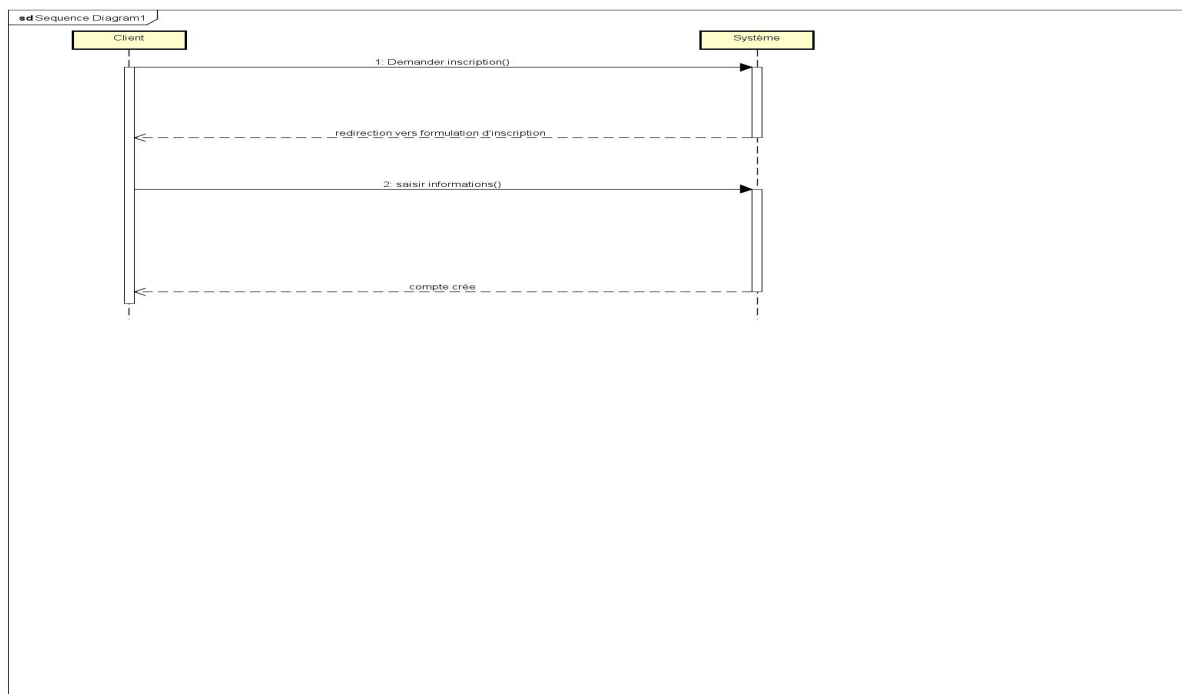 sd Sequence Diagram1
Client
Système
1: Demander inscription()
redirection vers formulation d'inscription
2: saisir informations()
compte crée